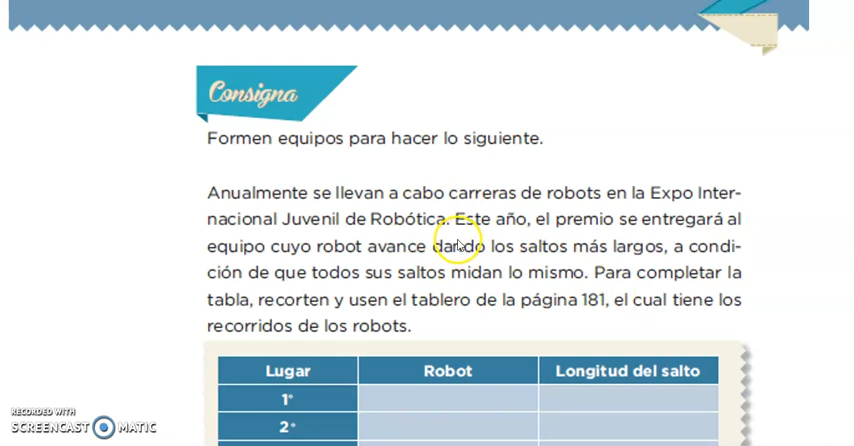 Consigna
Formen equipos para hacer lo siguiente.
Anualmente se llevan a cabo carreras de robots en la Expo Inter-
nacional Juvenil de Robótica. Este año, el premio se entregará al
equipo cuyo robot avance dando los saltos más largos, a condi-
ción de que todos sus saltos midan lo mismo. Para completar la
tabla, recorten y usen el tablero de la página 181, el cual tiene los
recorridos de los robots.
Lugar Robot Longitud del salto
1°
2°
RECORDED WITH
SCREENCAST MATIC